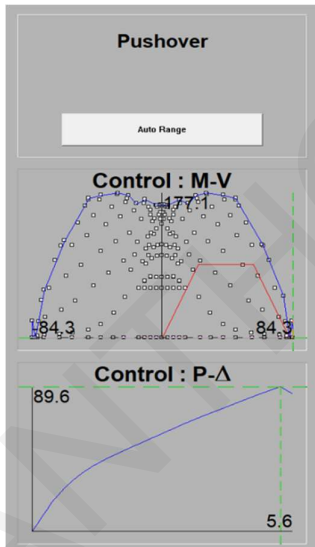 Pushover
Auto Range
Control : M-V
177.1
-84.3
84.3
Control : P-Δ
89.6
5.6